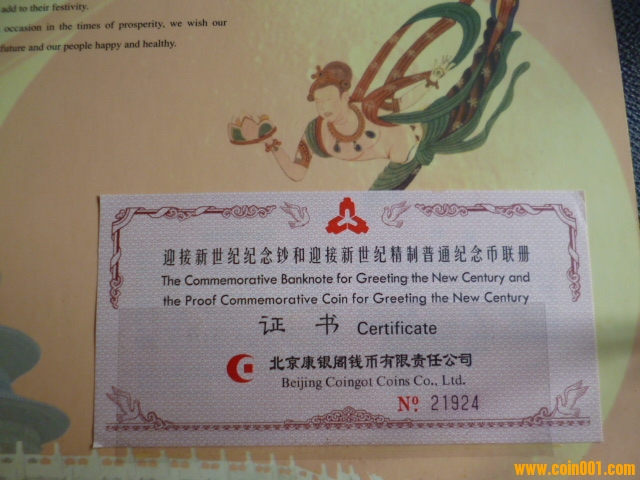 add to their festivity.
occasion in the times of prosperity, we wish our
future and our people happy and healthy.
迎接新世纪纪念钞和迎接新世纪精制普通纪念币联册
The Commemorative Banknote for Greeting the New Century and
the Proof Commemorative Coin for Greeting the New Century
证 书 Certificate
北京康银阁钱币有限责任公司
Beijing Coingot Coins Co., Ltd.
No. 21924
www.coin001.com